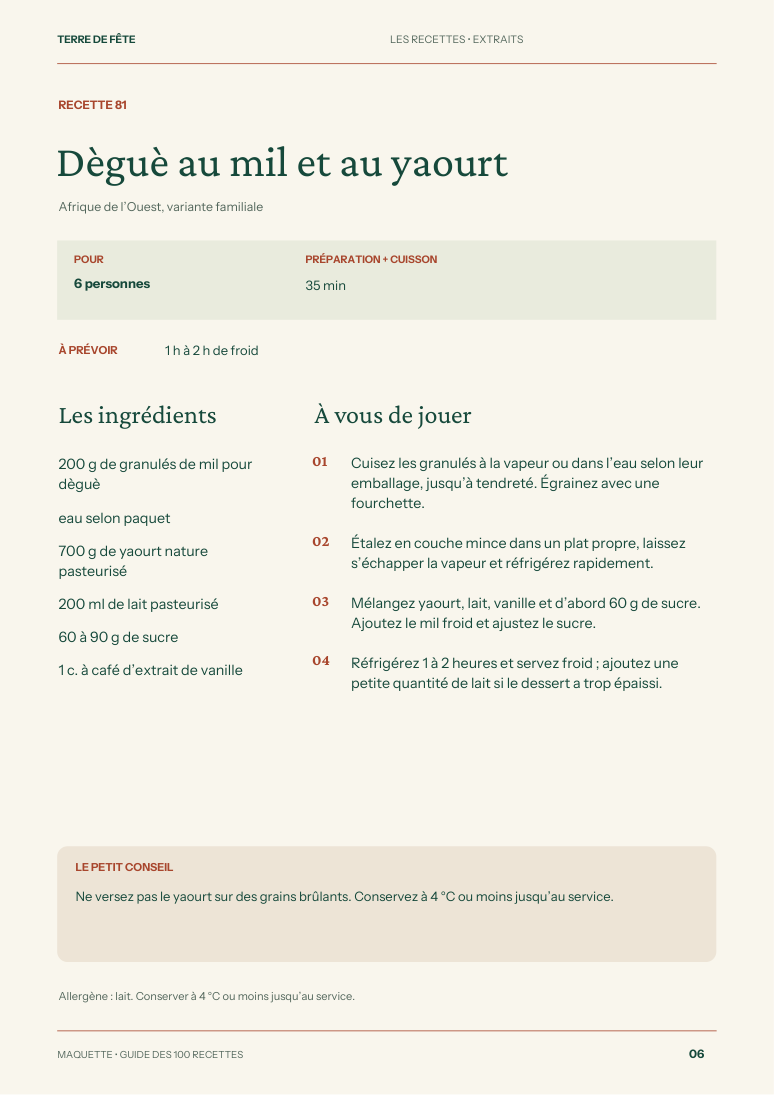 TERRE DE FÊTE
LES RECETTES • EXTRAITS
RECETTE 81
Dèguè au mil et au yaourt
Afrique de l’Ouest, variante familiale
POUR
6 personnes
PRÉPARATION + CUISSON
35 min
À PRÉVOIR
1 h à 2 h de froid
Les ingrédients
200 g de granulés de mil pour
dèguè
eau selon paquet
700 g de yaourt nature
pasteurisé
200 ml de lait pasteurisé
60 à 90 g de sucre
1 c. à café d’extrait de vanille
À vous de jouer
01
Cuisez les granulés à la vapeur ou dans l’eau selon leur
emballage, jusqu’à tendreté. Égrainez avec une
fourchette.
02
Étalez en couche mince dans un plat propre, laissez
s’échapper la vapeur et réfrigérez rapidement.
03
Mélangez yaourt, lait, vanille et d’abord 60 g de sucre.
Ajoutez le mil froid et ajustez le sucre.
04
Réfrigérez 1 à 2 heures et servez froid ; ajoutez une
petite quantité de lait si le dessert a trop épaissi.
LE PETIT CONSEIL
Ne versez pas le yaourt sur des grains brûlants. Conservez à 4 °C ou moins jusqu’au service.
Allergène : lait. Conserver à 4 °C ou moins jusqu’au service.
MAQUETTE • GUIDE DES 100 RECETTES
06